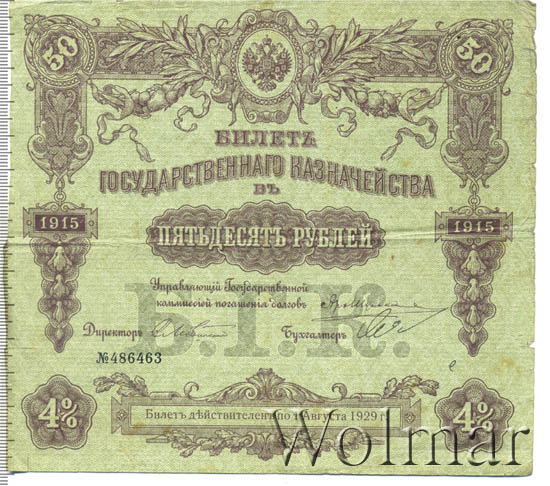 50 50
БИЛЕТЪ
ГОСУДАРСТВЕННАГО КАЗНАЧЕЙСТВА
ВЪ
1915 1915
ПЯТЬДЕСЯТЪ РУБЛЕЙ
Управляющій Государственной
коммиссіей погашенія долговъ
Директоръ Бухгалтеръ
Б.Г.К.
№486463
4% 4%
Билетъ дѣйствителенъ по 1 Августа 1929 г.
Wolmar